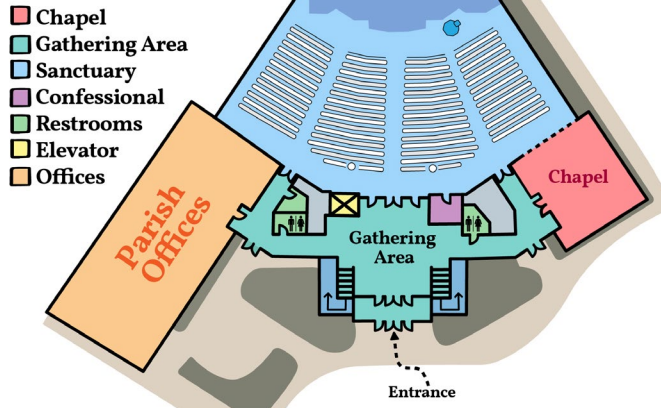 Chapel
Gathering Area
Sanctuary
Confessional
Restrooms
Elevator
Offices
Parish
Offices
Chapel
Gathering
Area
Entrance